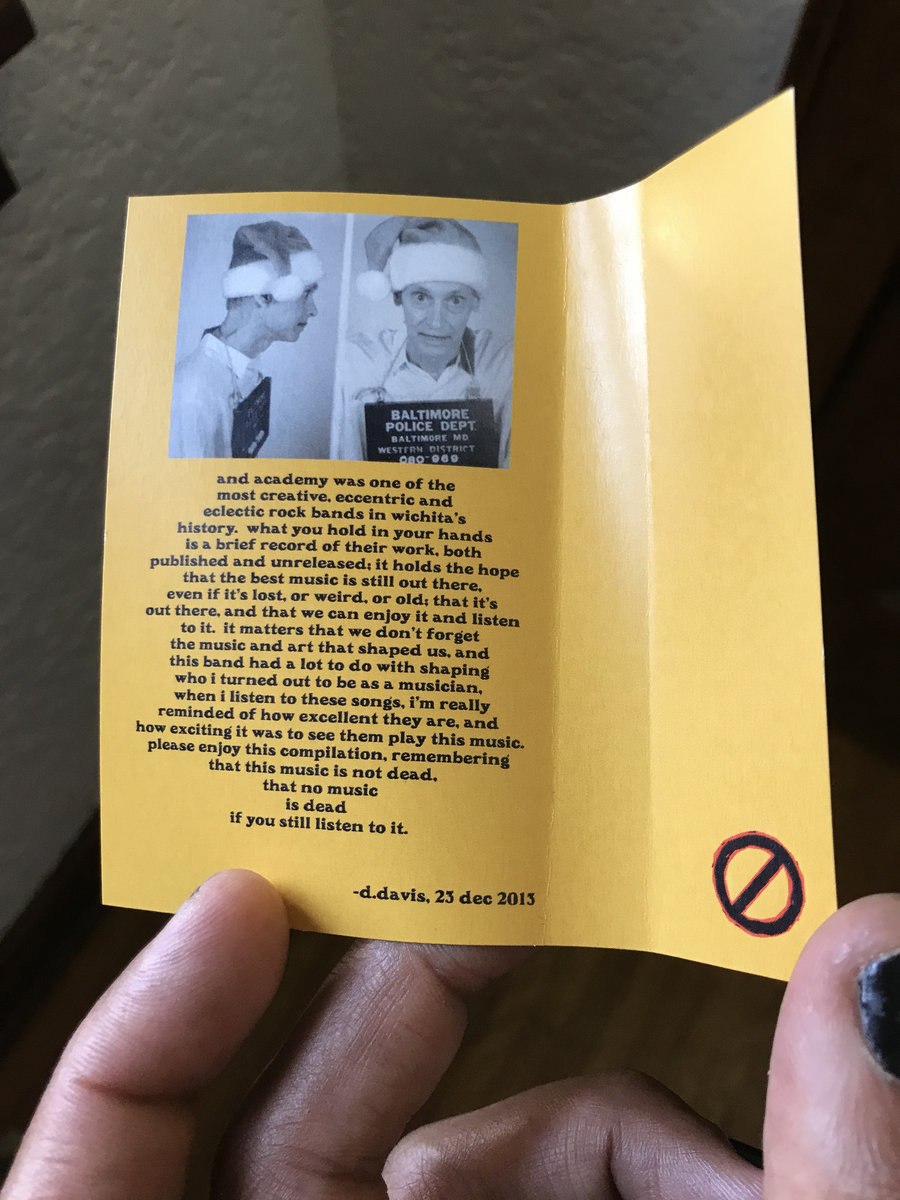 BALTIMORE
POLICE DEPT.
BALTIMORE MD
WESTERN DISTRICT
080-969
and academy was one of the
most creative, eccentric and
eclectic rock bands in wichita's
history. what you hold in your hands
is a brief record of their work, both
published and unreleased; it holds the hope
that the best music is still out there,
even if it's lost, or weird, or old; that it's
out there, and that we can enjoy it and listen
to it. it matters that we don't forget
the music and art that shaped us, and
this band had a lot to do with shaping
who i turned out to be as a musician,
when i listen to these songs, i'm really
reminded of how excellent they are, and
how exciting it was to see them play this music.
please enjoy this compilation, remembering
that this music is not dead,
that no music
is dead
if you still listen to it.
-d.davis, 23 dec 2013